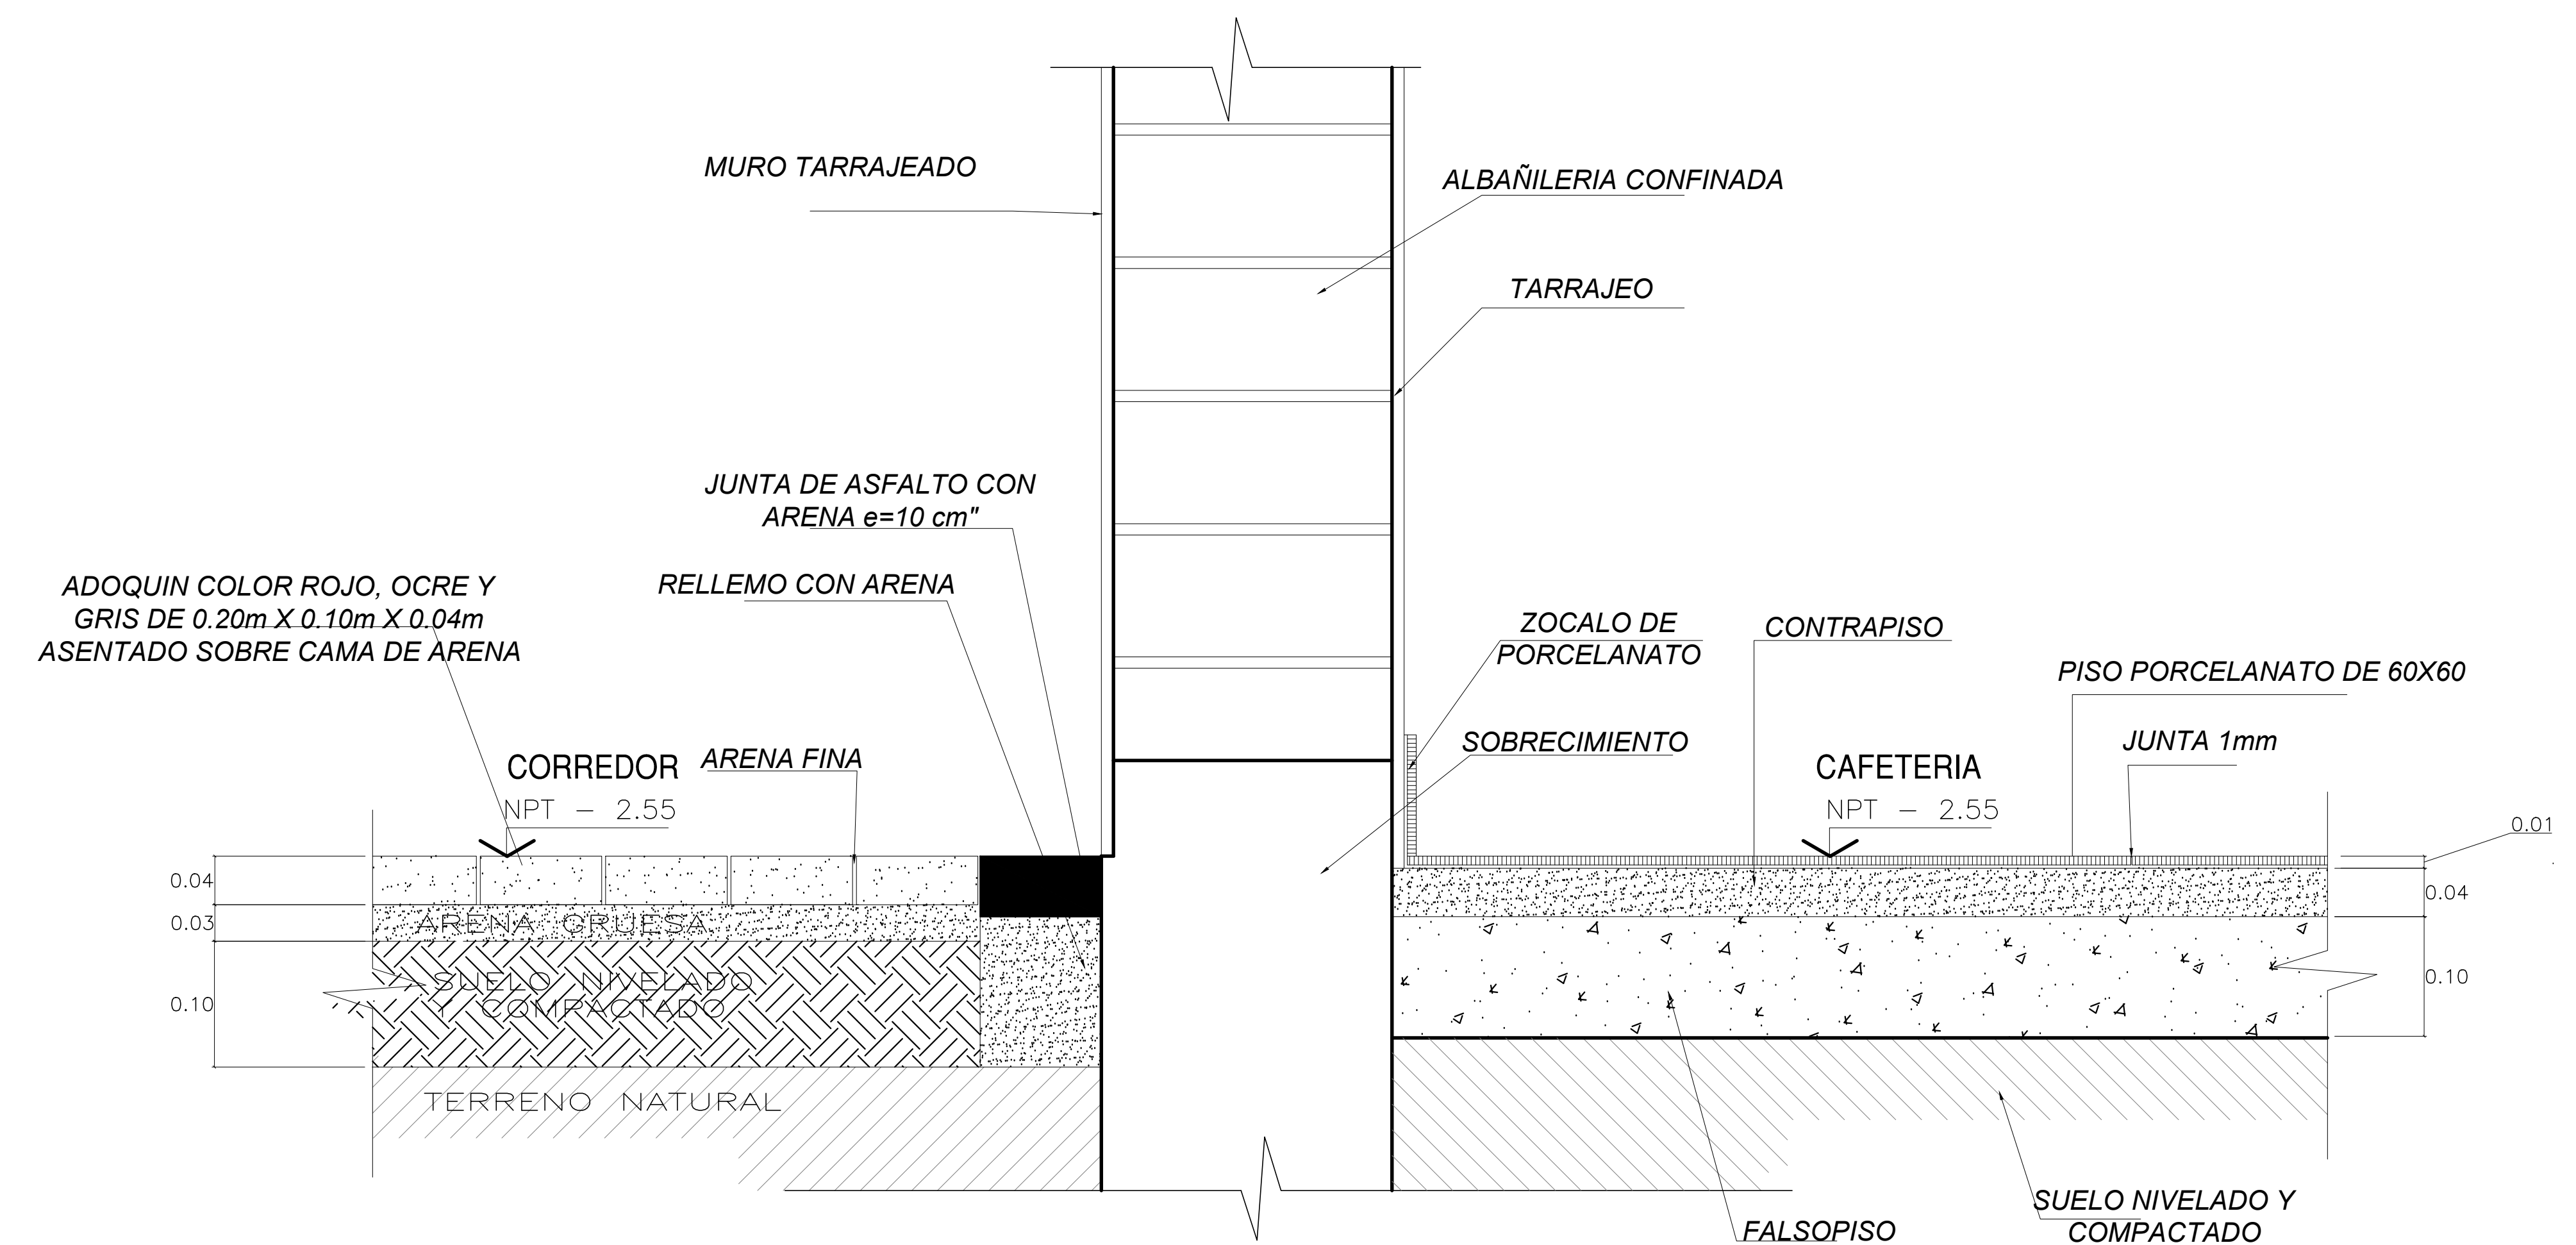 MURO TARRAJEADO
ALBAÑILERIA CONFINADA
TARRAJEO
JUNTA DE ASFALTO CON
ARENA e=10 cm"
RELLEMO CON ARENA
ADOQUIN COLOR ROJO, OCRE Y
GRIS DE 0.20m X 0.10m X 0.04m
ASENTADO SOBRE CAMA DE ARENA
ZOCALO DE
PORCELANATO
CONTRAPISO
PISO PORCELANATO DE 60X60
SOBRECIMIENTO
JUNTA 1mm
CORREDOR
NPT - 2.55
ARENA FINA
CAFETERIA
NPT - 2.55
0.01
0.04
0.03
0.10
0.04
0.10
ARENA GRUESA.
SUELO NIVELADO
Y COMPACTADO
TERRENO NATURAL
FALSOPISO
SUELO NIVELADO Y
COMPACTADO